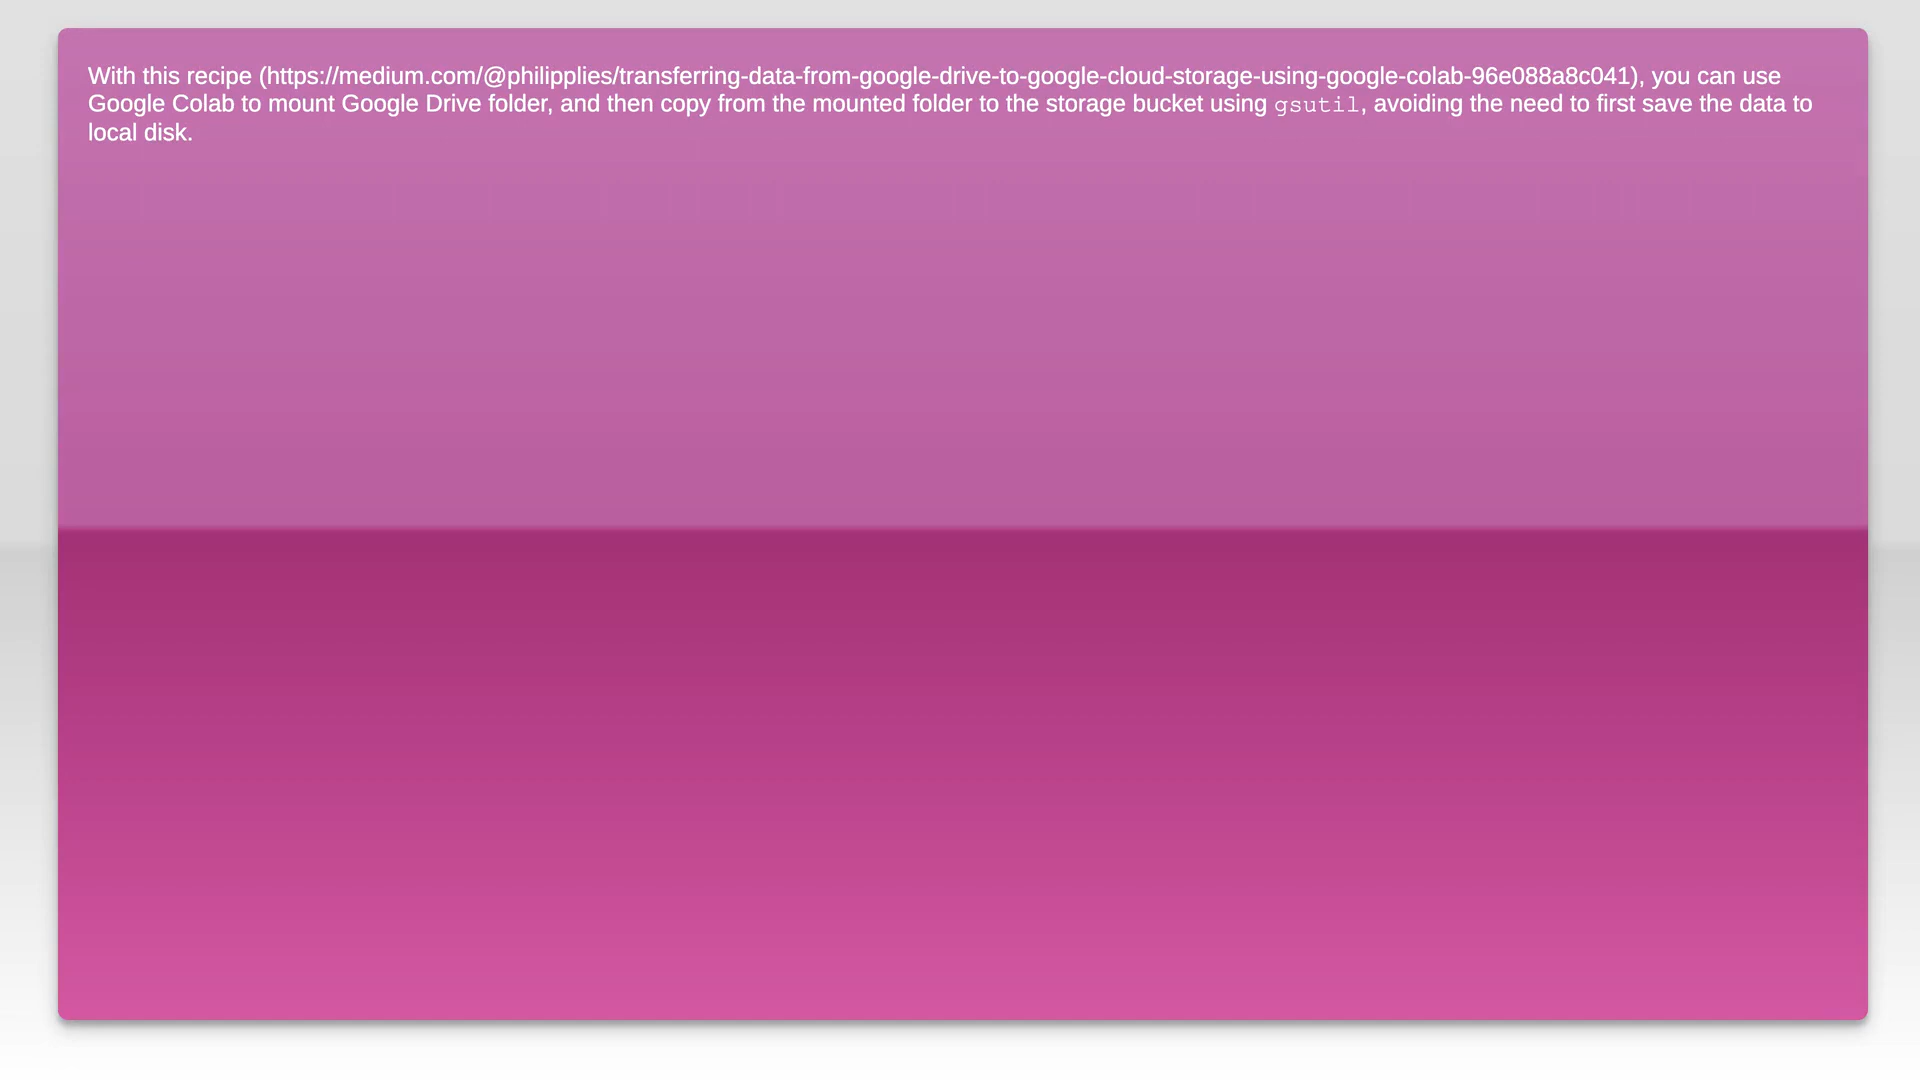 With this recipe (https://medium.com/@philipplies/transferring-data-from-google-drive-to-google-cloud-storage-using-google-colab-96e088a8c041), you can use
Google Colab to mount Google Drive folder, and then copy from the mounted folder to the storage bucket using gsutil, avoiding the need to first save the data to
local disk.